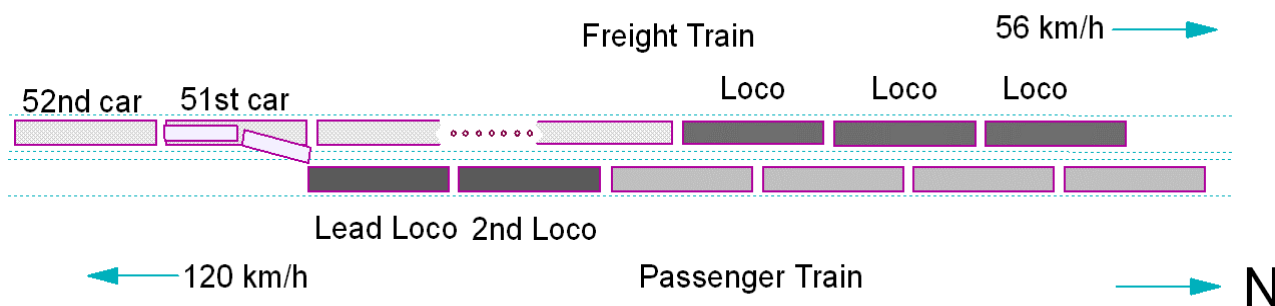 Freight Train
56 km/h
52nd car
51st car
Loco
Loco
Loco
Lead Loco
2nd Loco
120 km/h
Passenger Train
N